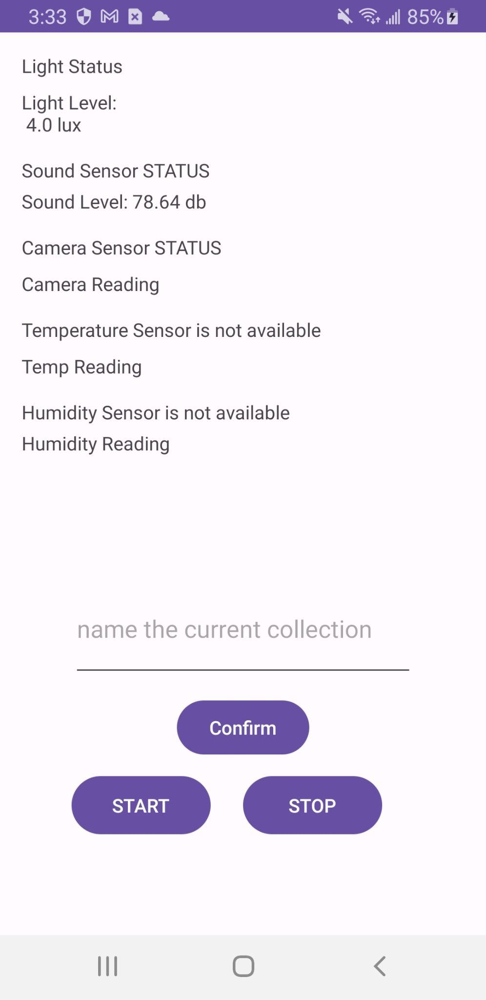 3:33 85%
Light Status
Light Level:
4.0 lux
Sound Sensor STATUS
Sound Level: 78.64 db
Camera Sensor STATUS
Camera Reading
Temperature Sensor is not available
Temp Reading
Humidity Sensor is not available
Humidity Reading
name the current collection
Confirm
START STOP